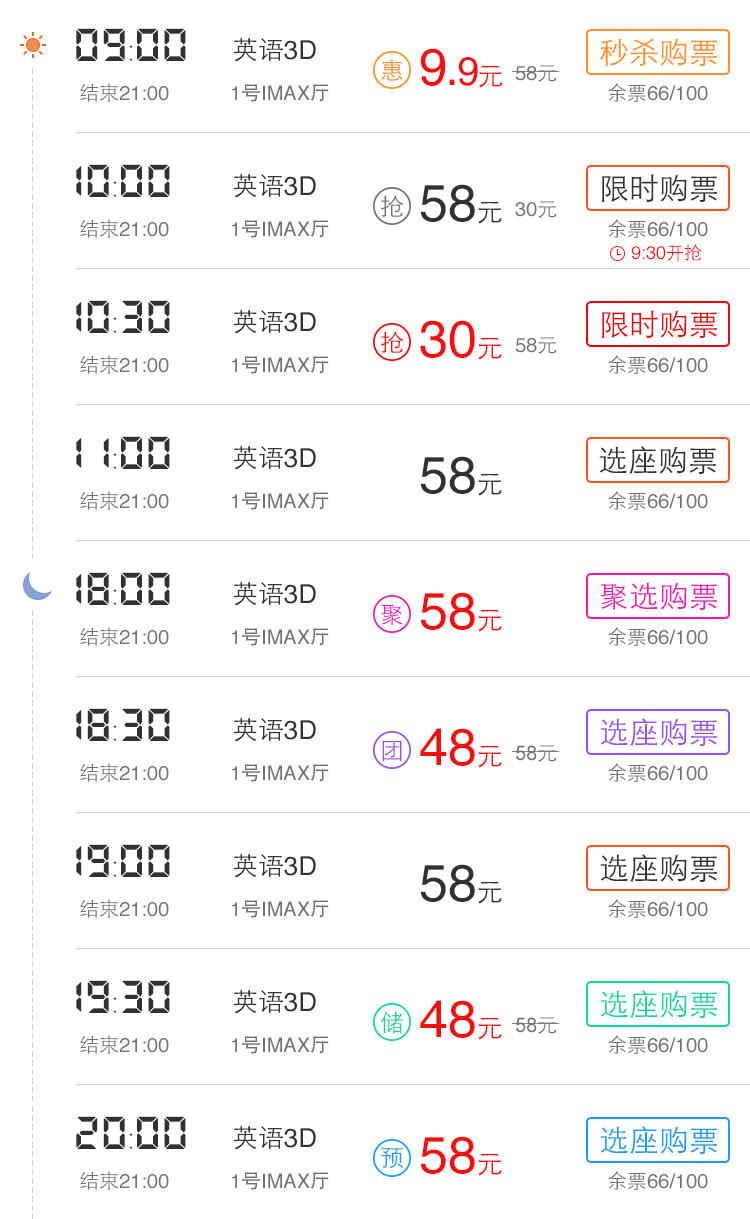 09:00 英语3D 惠 9.9元 58元 秒杀购票
结束21:00 1号IMAX厅 余票66/100
10:00 英语3D 抢 58元 30元 限时购票
结束21:00 1号IMAX厅 余票66/100
9:30开抢
10:30 英语3D 抢 30元 58元 限时购票
结束21:00 1号IMAX厅 余票66/100
11:00 英语3D 58元 选座购票
结束21:00 1号IMAX厅 余票66/100
18:00 英语3D 聚 58元 聚选购票
结束21:00 1号IMAX厅 余票66/100
18:30 英语3D 团 48元 58元 选座购票
结束21:00 1号IMAX厅 余票66/100
19:00 英语3D 58元 选座购票
结束21:00 1号IMAX厅 余票66/100
19:30 英语3D 储 48元 58元 选座购票
结束21:00 1号IMAX厅 余票66/100
20:00 英语3D 预 58元 选座购票
结束21:00 1号IMAX厅 余票66/100